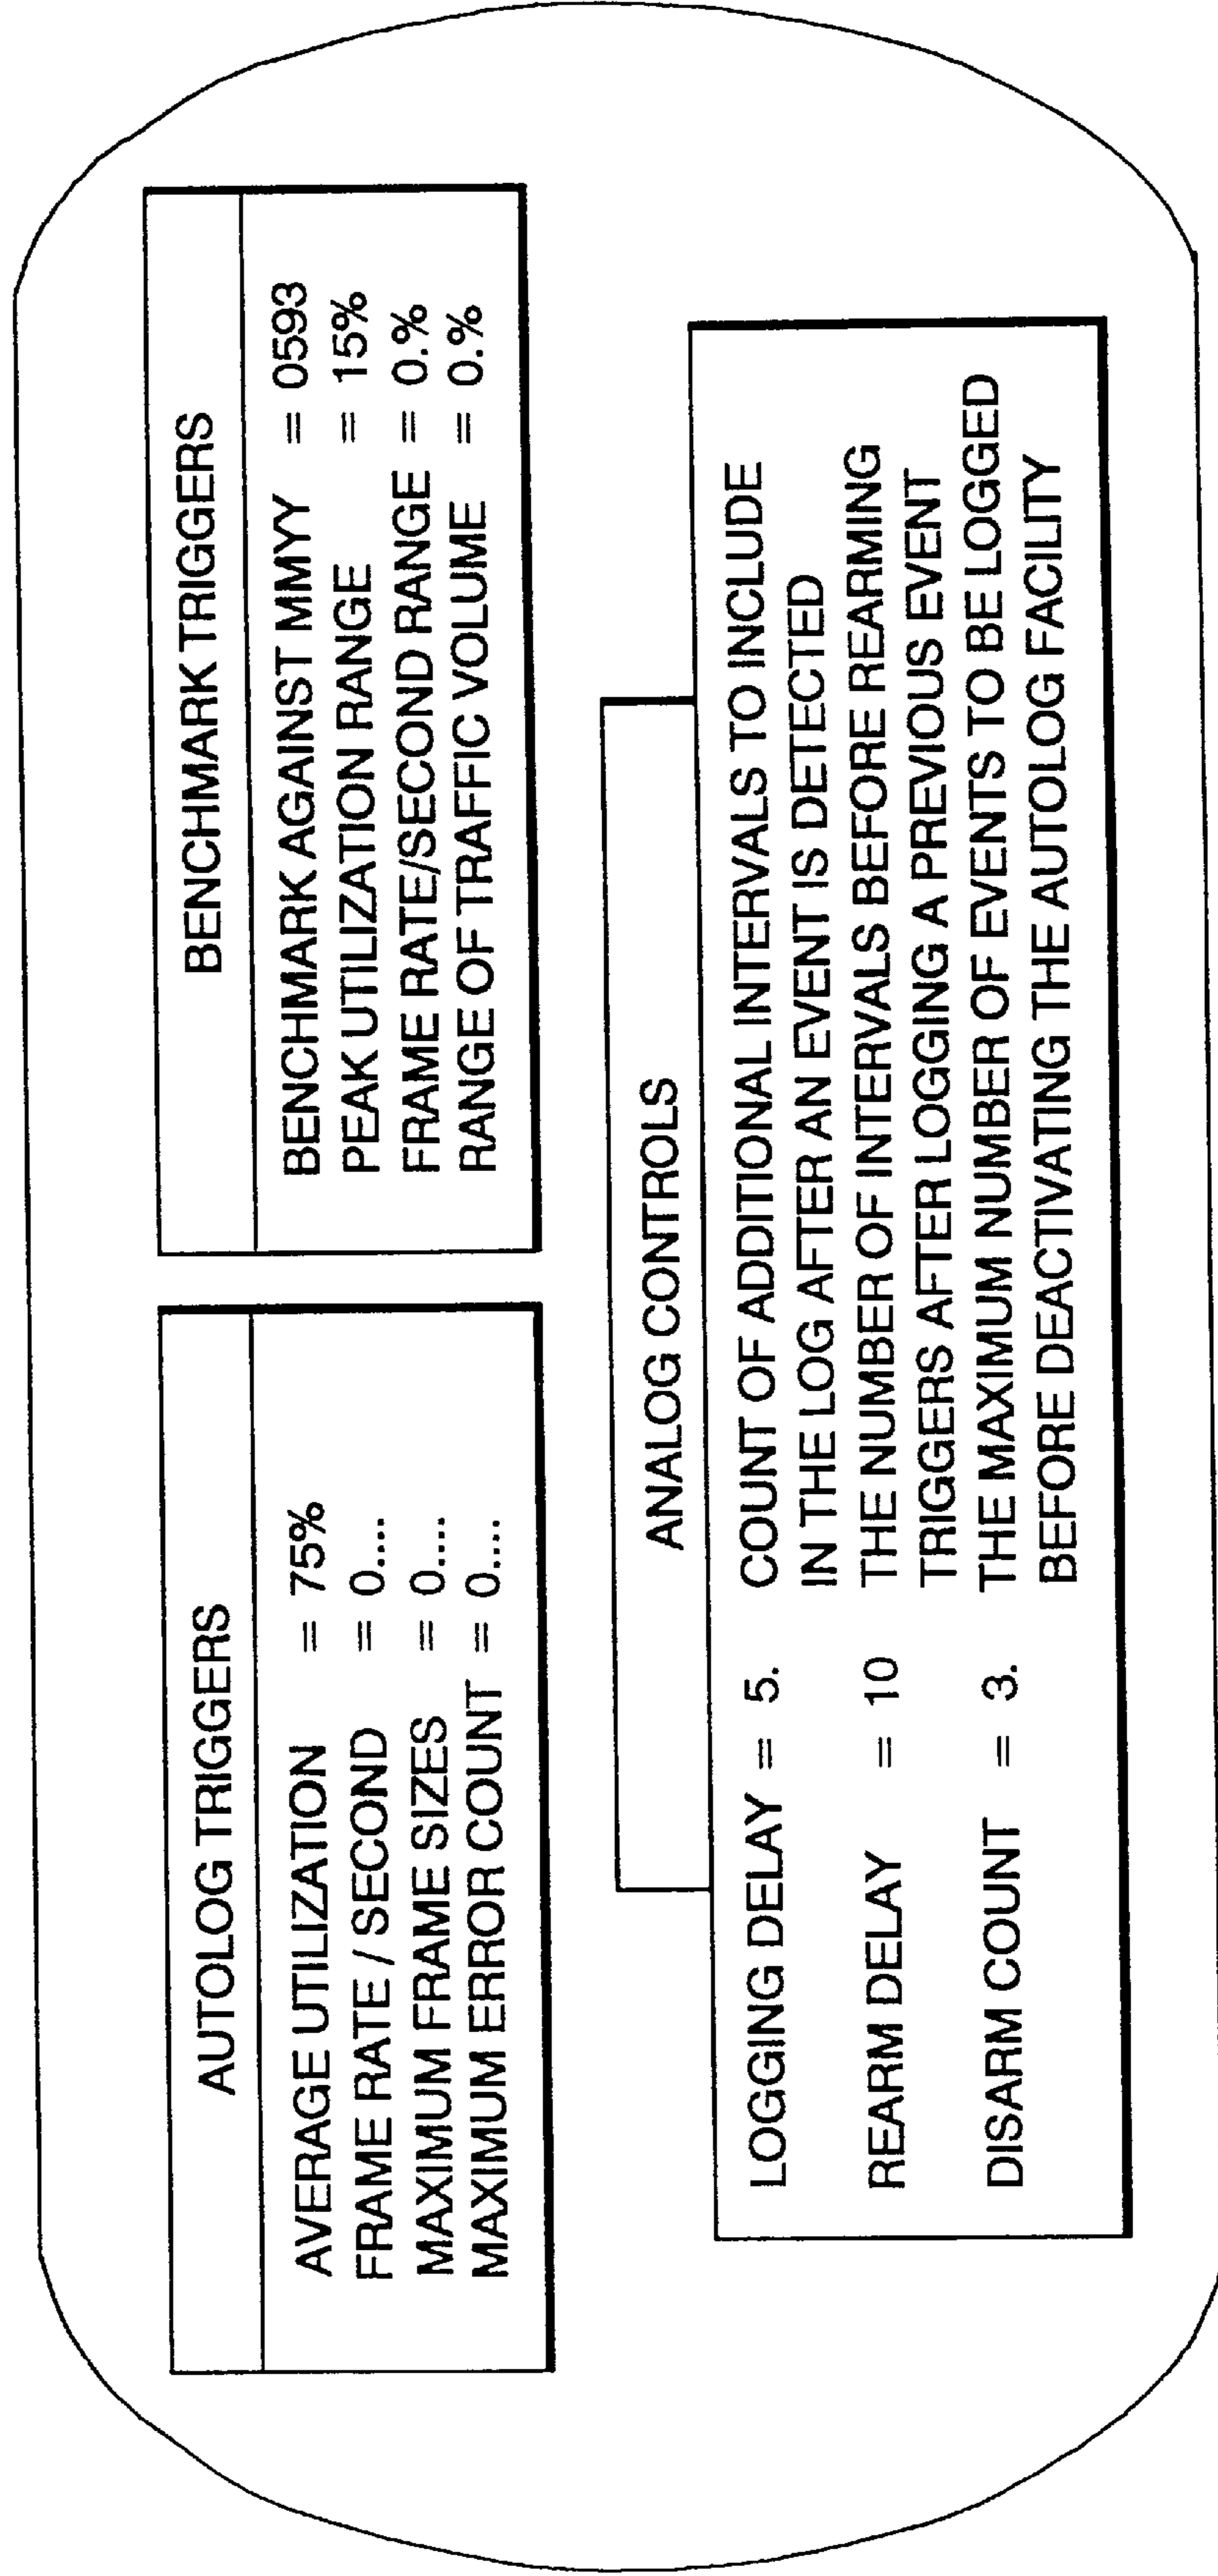 AUTOLOG TRIGGERS
AVERAGE UTILIZATION = 75%
FRAME RATE / SECOND = 0....
MAXIMUM FRAME SIZES = 0....
MAXIMUM ERROR COUNT = 0....
BENCHMARK TRIGGERS
BENCHMARK AGAINST MMYY = 0593
PEAK UTILIZATION RANGE = 15%
FRAME RATE/SECOND RANGE = 0.%
RANGE OF TRAFFIC VOLUME = 0.%
ANALOG CONTROLS
LOGGING DELAY = 5. COUNT OF ADDITIONAL INTERVALS TO INCLUDE
IN THE LOG AFTER AN EVENT IS DETECTED
REARM DELAY = 10 THE NUMBER OF INTERVALS BEFORE REARMING
TRIGGERS AFTER LOGGING A PREVIOUS EVENT
DISARM COUNT = 3. THE MAXIMUM NUMBER OF EVENTS TO BE LOGGED
BEFORE DEACTIVATING THE AUTOLOG FACILITY